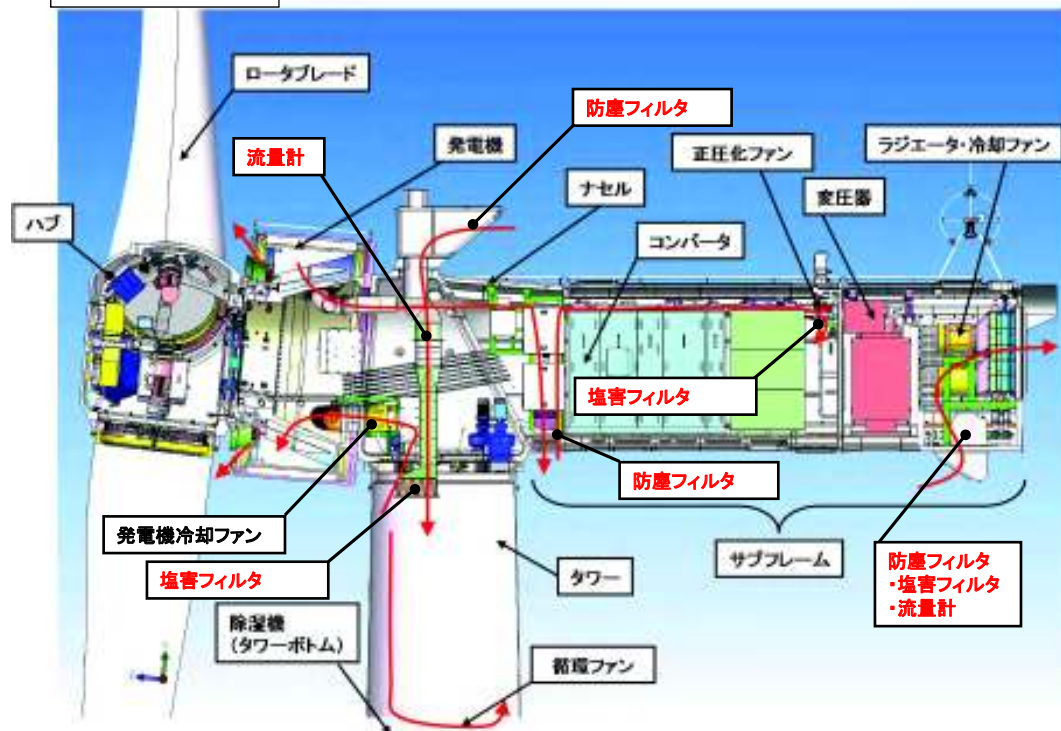 ロータブレード
防塵フィルタ
発電機
正圧化ファン
ラジエータ・冷却ファン
流量計
ナセル
変圧器
ハブ
コンバータ
塩害フィルタ
防塵フィルタ
発電機冷却ファン
サブフレーム
防塵フィルタ
・塩害フィルタ
・流量計
塩害フィルタ
タワー
除湿機
(タワーボトム)
循環ファン